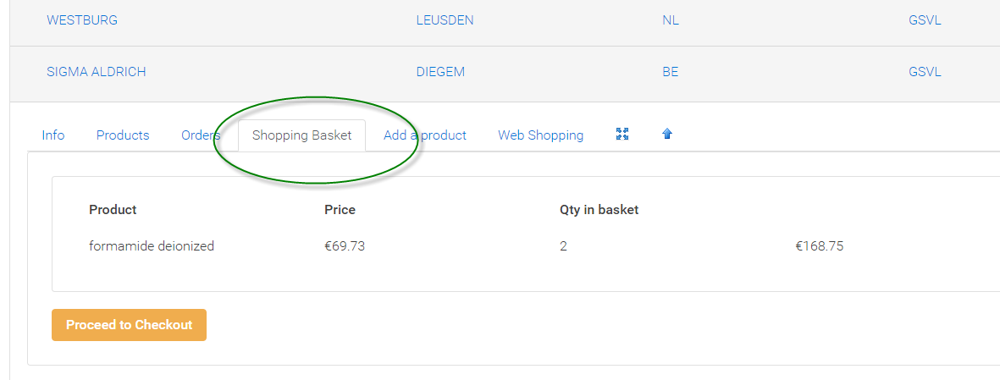 WESTBURG LEUSDEN NL GSVL
SIGMA ALDRICH DIEGEM BE GSVL
Info Products Orders Shopping Basket Add a product Web Shopping
Product Price Qty in basket
formamide deionized €69.73 2 €168.75
Proceed to Checkout